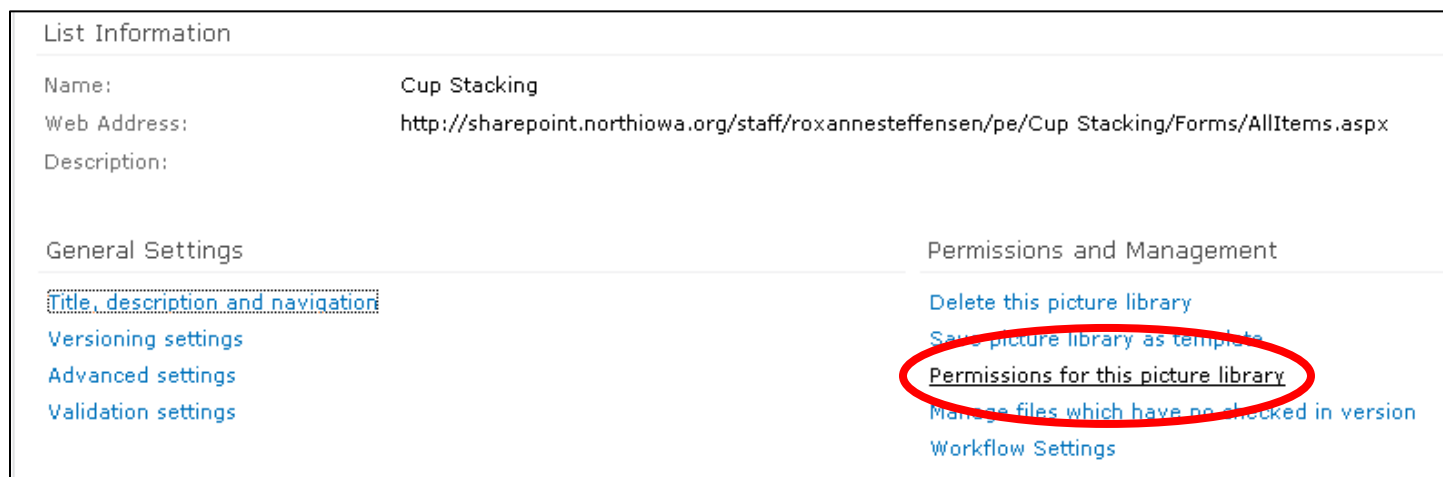 List Information
Name: Cup Stacking
Web Address: http://sharepoint.northiowa.org/staff/roxannesteffensen/pe/Cup Stacking/Forms/AllItems.aspx
Description:
General Settings
Title, description and navigation
Versioning settings
Advanced settings
Validation settings
Permissions and Management
Delete this picture library
Save picture library as template
Permissions for this picture library
Manage files which have no checked in version
Workflow Settings